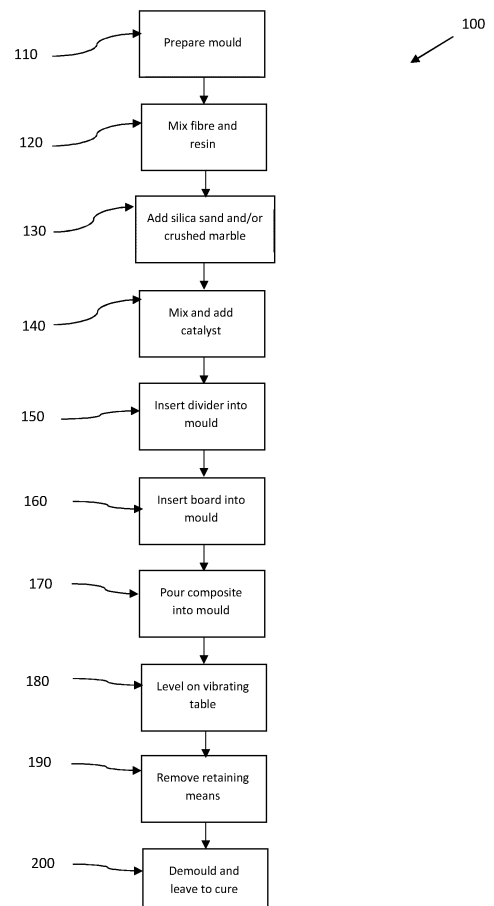 100
110
Prepare mould
120
Mix fibre and
resin
130
Add silica sand and/or
crushed marble
140
Mix and add
catalyst
150
Insert divider into
mould
160
Insert board into
mould
170
Pour composite
into mould
180
Level on vibrating
table
190
Remove retaining
means
200
Demould and
leave to cure